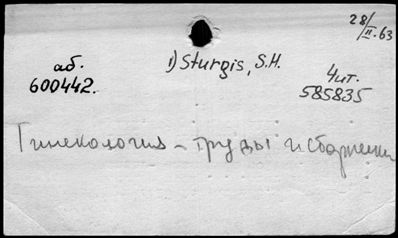 28/II.63
аб.
600442.
1) Sturgis, S.H.
Чит.
585835
Гинекология – труды и сборники